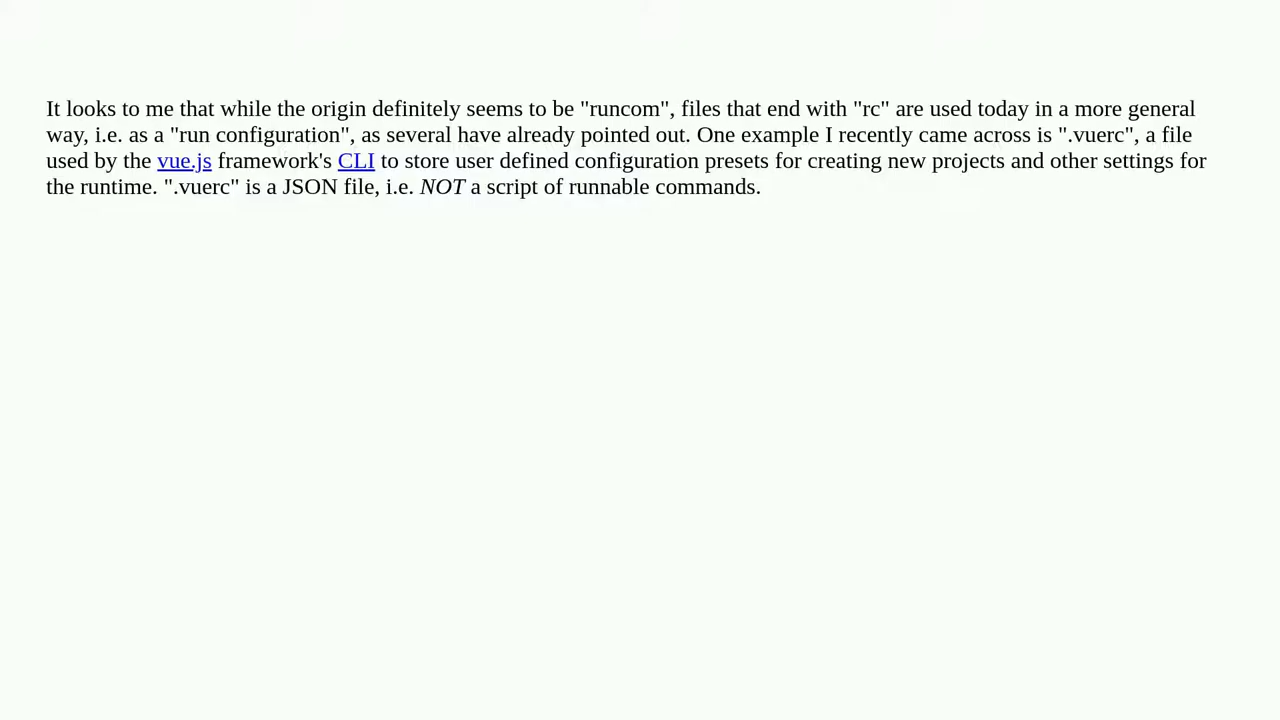 It looks to me that while the origin definitely seems to be "runcom", files that end with "rc" are used today in a more general
way, i.e. as a "run configuration", as several have already pointed out. One example I recently came across is ".vuerc", a file
used by the vue.js framework's CLI to store user defined configuration presets for creating new projects and other settings for
the runtime. ".vuerc" is a JSON file, i.e. NOT a script of runnable commands.